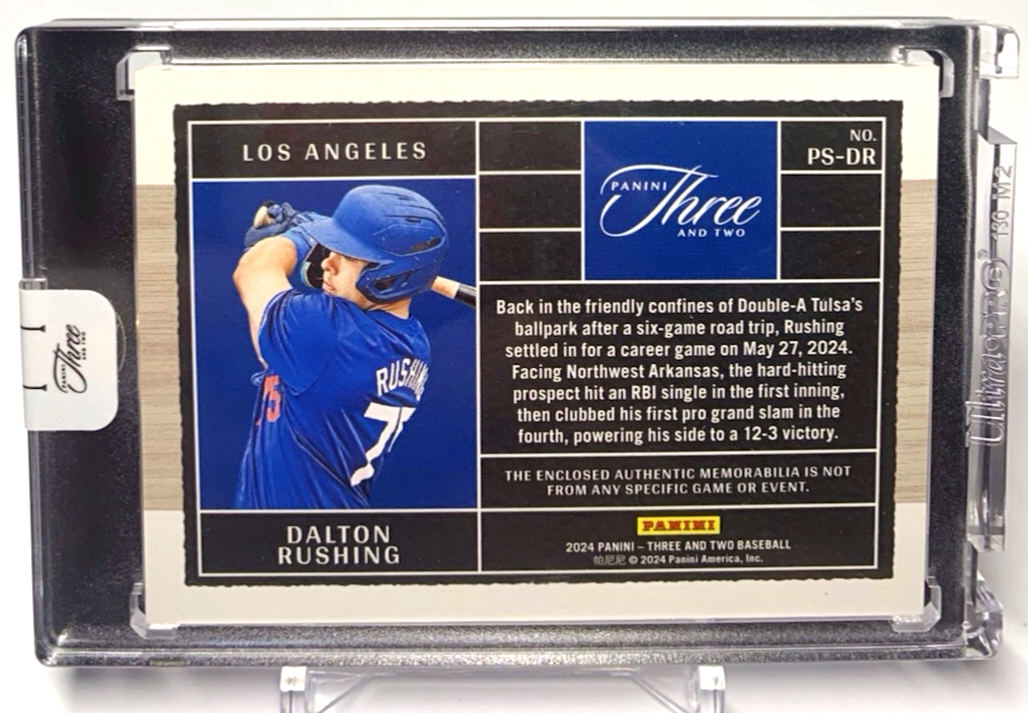 LOS ANGELES
PANINI
Three
AND TWO
NO.
PS-DR
RUSHING
75
75
Back in the friendly confines of Double-A Tulsa's
ballpark after a six-game road trip, Rushing
settled in for a career game on May 27, 2024.
Facing Northwest Arkansas, the hard-hitting
prospect hit an RBI single in the first inning,
then clubbed his first pro grand slam in the
fourth, powering his side to a 12-3 victory.
THE ENCLOSED AUTHENTIC MEMORABILIA IS NOT
FROM ANY SPECIFIC GAME OR EVENT.
DALTON
RUSHING
PANINI
2024 PANINI – THREE AND TWO BASEBALL
帕尼尼 © 2024 Panini America, Inc.
PANINI
Three
AND TWO
UltraPRO®
130 M2